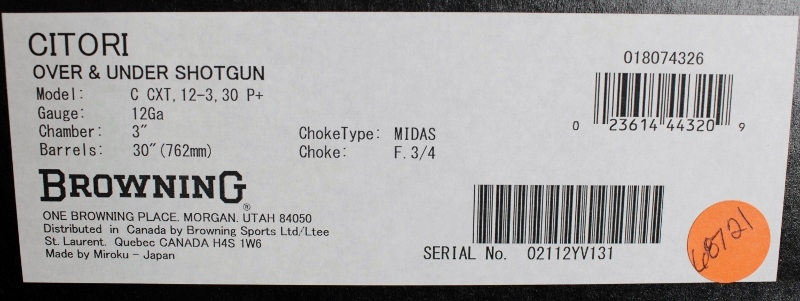 CITORI
OVER & UNDER SHOTGUN
Model: C CXT, 12-3, 30 P+
Gauge: 12Ga
Chamber: 3"
Barrels: 30"(762mm)
ChokeType: MIDAS
Choke: F. 3/4
BROWNING®
ONE BROWNING PLACE. MORGAN. UTAH 84050
Distributed in Canada by Browning Sports Ltd/Ltee
St. Laurent. Quebec CANADA H4S 1W6
Made by Miroku - Japan
018074326
0 23614 44320 9
SERIAL No. 02112YV131
68721